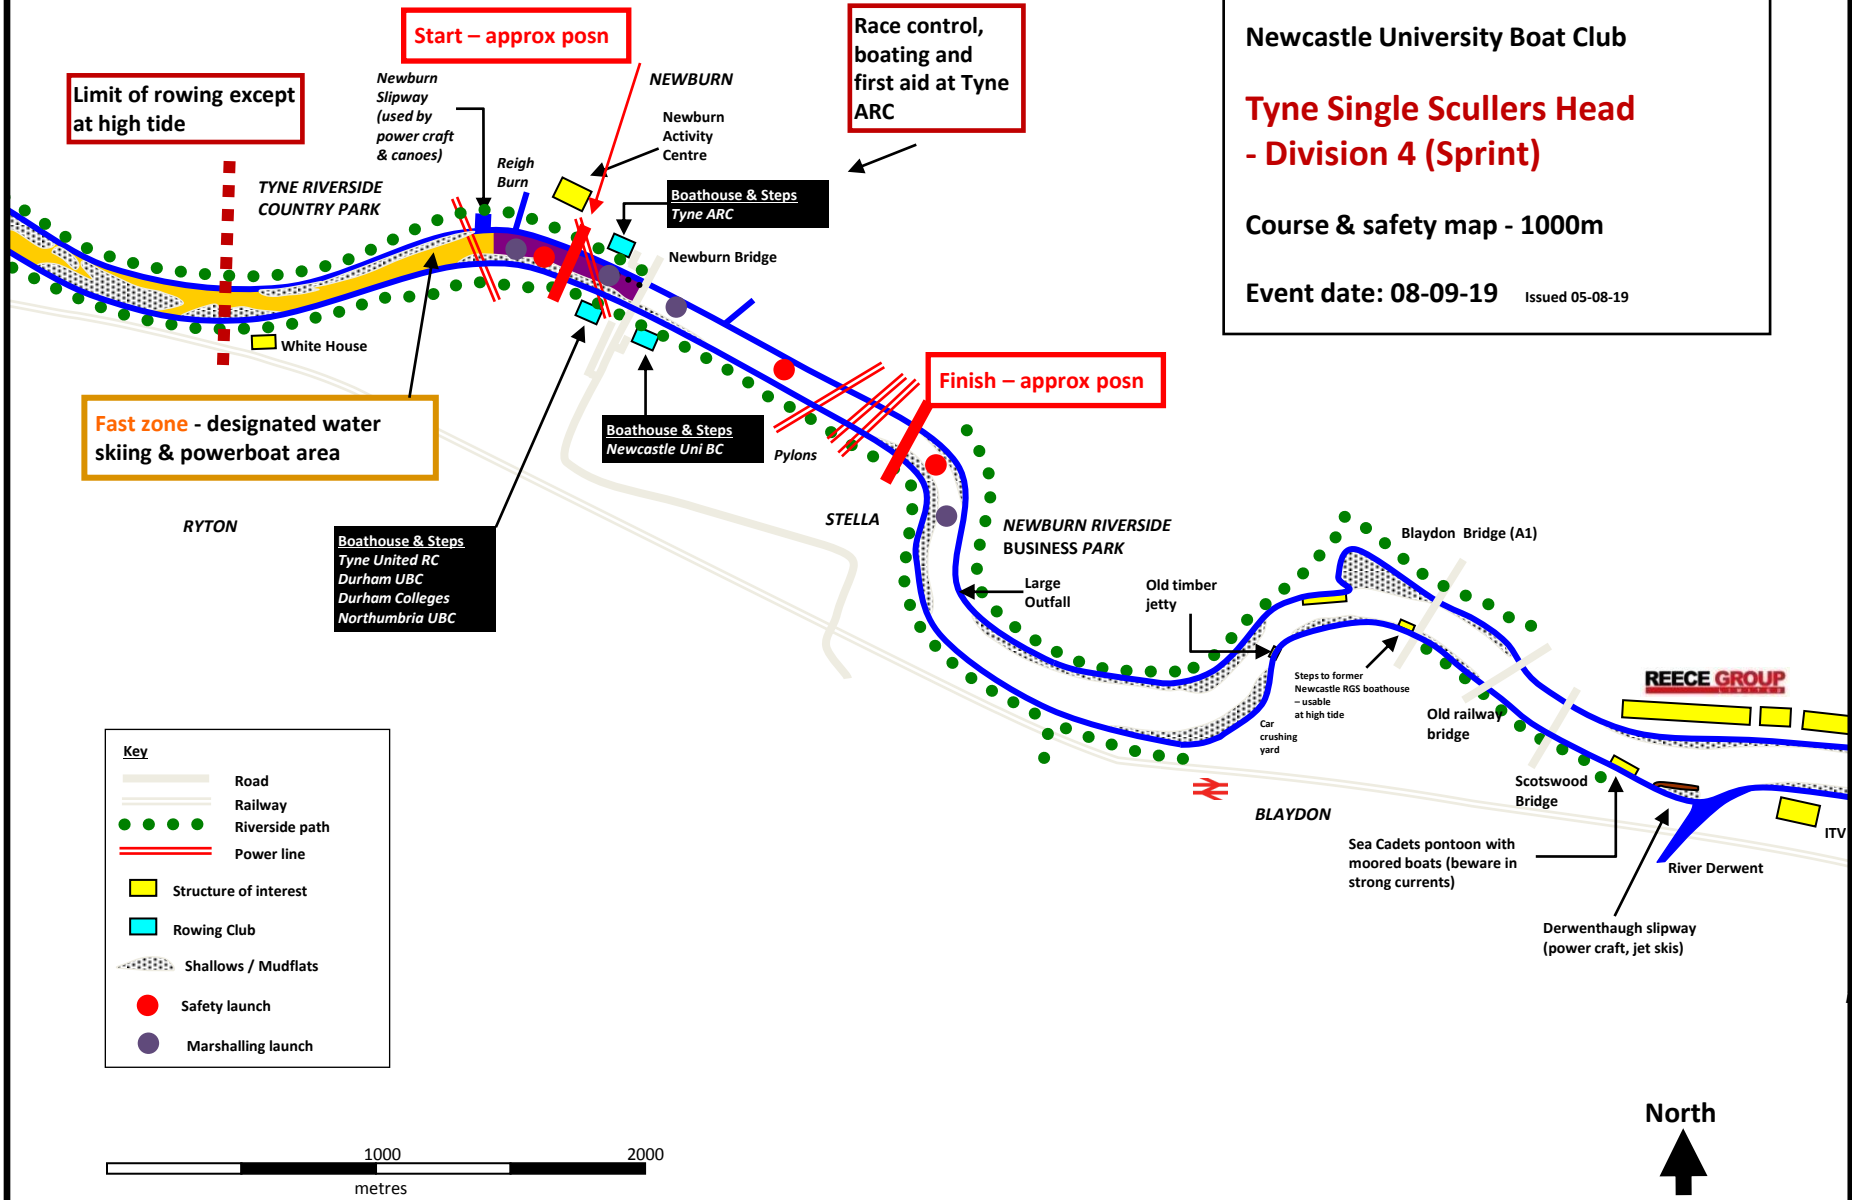 Start – approx posn
Race control,
boating and
first aid at Tyne
ARC
Newcastle University Boat Club
Tyne Single Scullers Head
- Division 4 (Sprint)
Course & safety map - 1000m
Event date: 08-09-19 Issued 05-08-19
Limit of rowing except
at high tide
Newburn
Slipway
(used by
power craft
& canoes)
NEWBURN
Newburn
Activity
Centre
Reigh
Burn
TYNE RIVERSIDE
COUNTRY PARK
Boathouse & Steps
Tyne ARC
Newburn Bridge
White House
Finish – approx posn
Fast zone - designated water
skiing & powerboat area
Boathouse & Steps
Newcastle Uni BC
Pylons
RYTON
STELLA
NEWBURN RIVERSIDE
BUSINESS PARK
Boathouse & Steps
Tyne United RC
Durham UBC
Durham Colleges
Northumbria UBC
Large
Outfall
Old timber
jetty
Blaydon Bridge (A1)
Steps to former
Newcastle RGS boathouse
– usable
at high tide
Car
crushing
yard
Old railway
bridge
REECE GROUP
LIMITED
Scotswood
Bridge
BLAYDON
ITV
Sea Cadets pontoon with
moored boats (beware in
strong currents)
River Derwent
Derwenthaugh slipway
(power craft, jet skis)
Key
Road
Railway
Riverside path
Power line
Structure of interest
Rowing Club
Shallows / Mudflats
Safety launch
Marshalling launch
1000 2000
metres
North